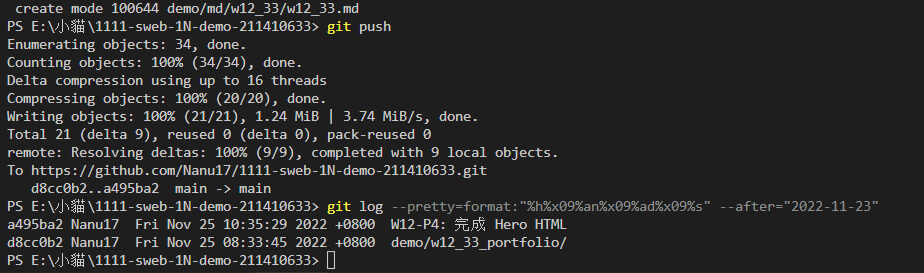 create mode 100644 demo/md/w12_33/w12_33.md
PS E:\小貓\1111-sweb-1N-demo-211410633> git push
Enumerating objects: 34, done.
Counting objects: 100% (34/34), done.
Delta compression using up to 16 threads
Compressing objects: 100% (20/20), done.
Writing objects: 100% (21/21), 1.24 MiB | 3.74 MiB/s, done.
Total 21 (delta 9), reused 0 (delta 0), pack-reused 0
remote: Resolving deltas: 100% (9/9), completed with 9 local objects.
To https://github.com/Nanu17/1111-sweb-1N-demo-211410633.git
   d8cc0b2..a495ba2  main -> main
PS E:\小貓\1111-sweb-1N-demo-211410633> git log --pretty=format:"%h%x09%an%x09%ad%x09%s" --after="2022-11-23"
a495ba2 Nanu17  Fri Nov 25 10:35:29 2022 +0800  W12-P4: 完成 Hero HTML
d8cc0b2 Nanu17  Fri Nov 25 08:33:45 2022 +0800  demo/w12_33_portfolio/
PS E:\小貓\1111-sweb-1N-demo-211410633>